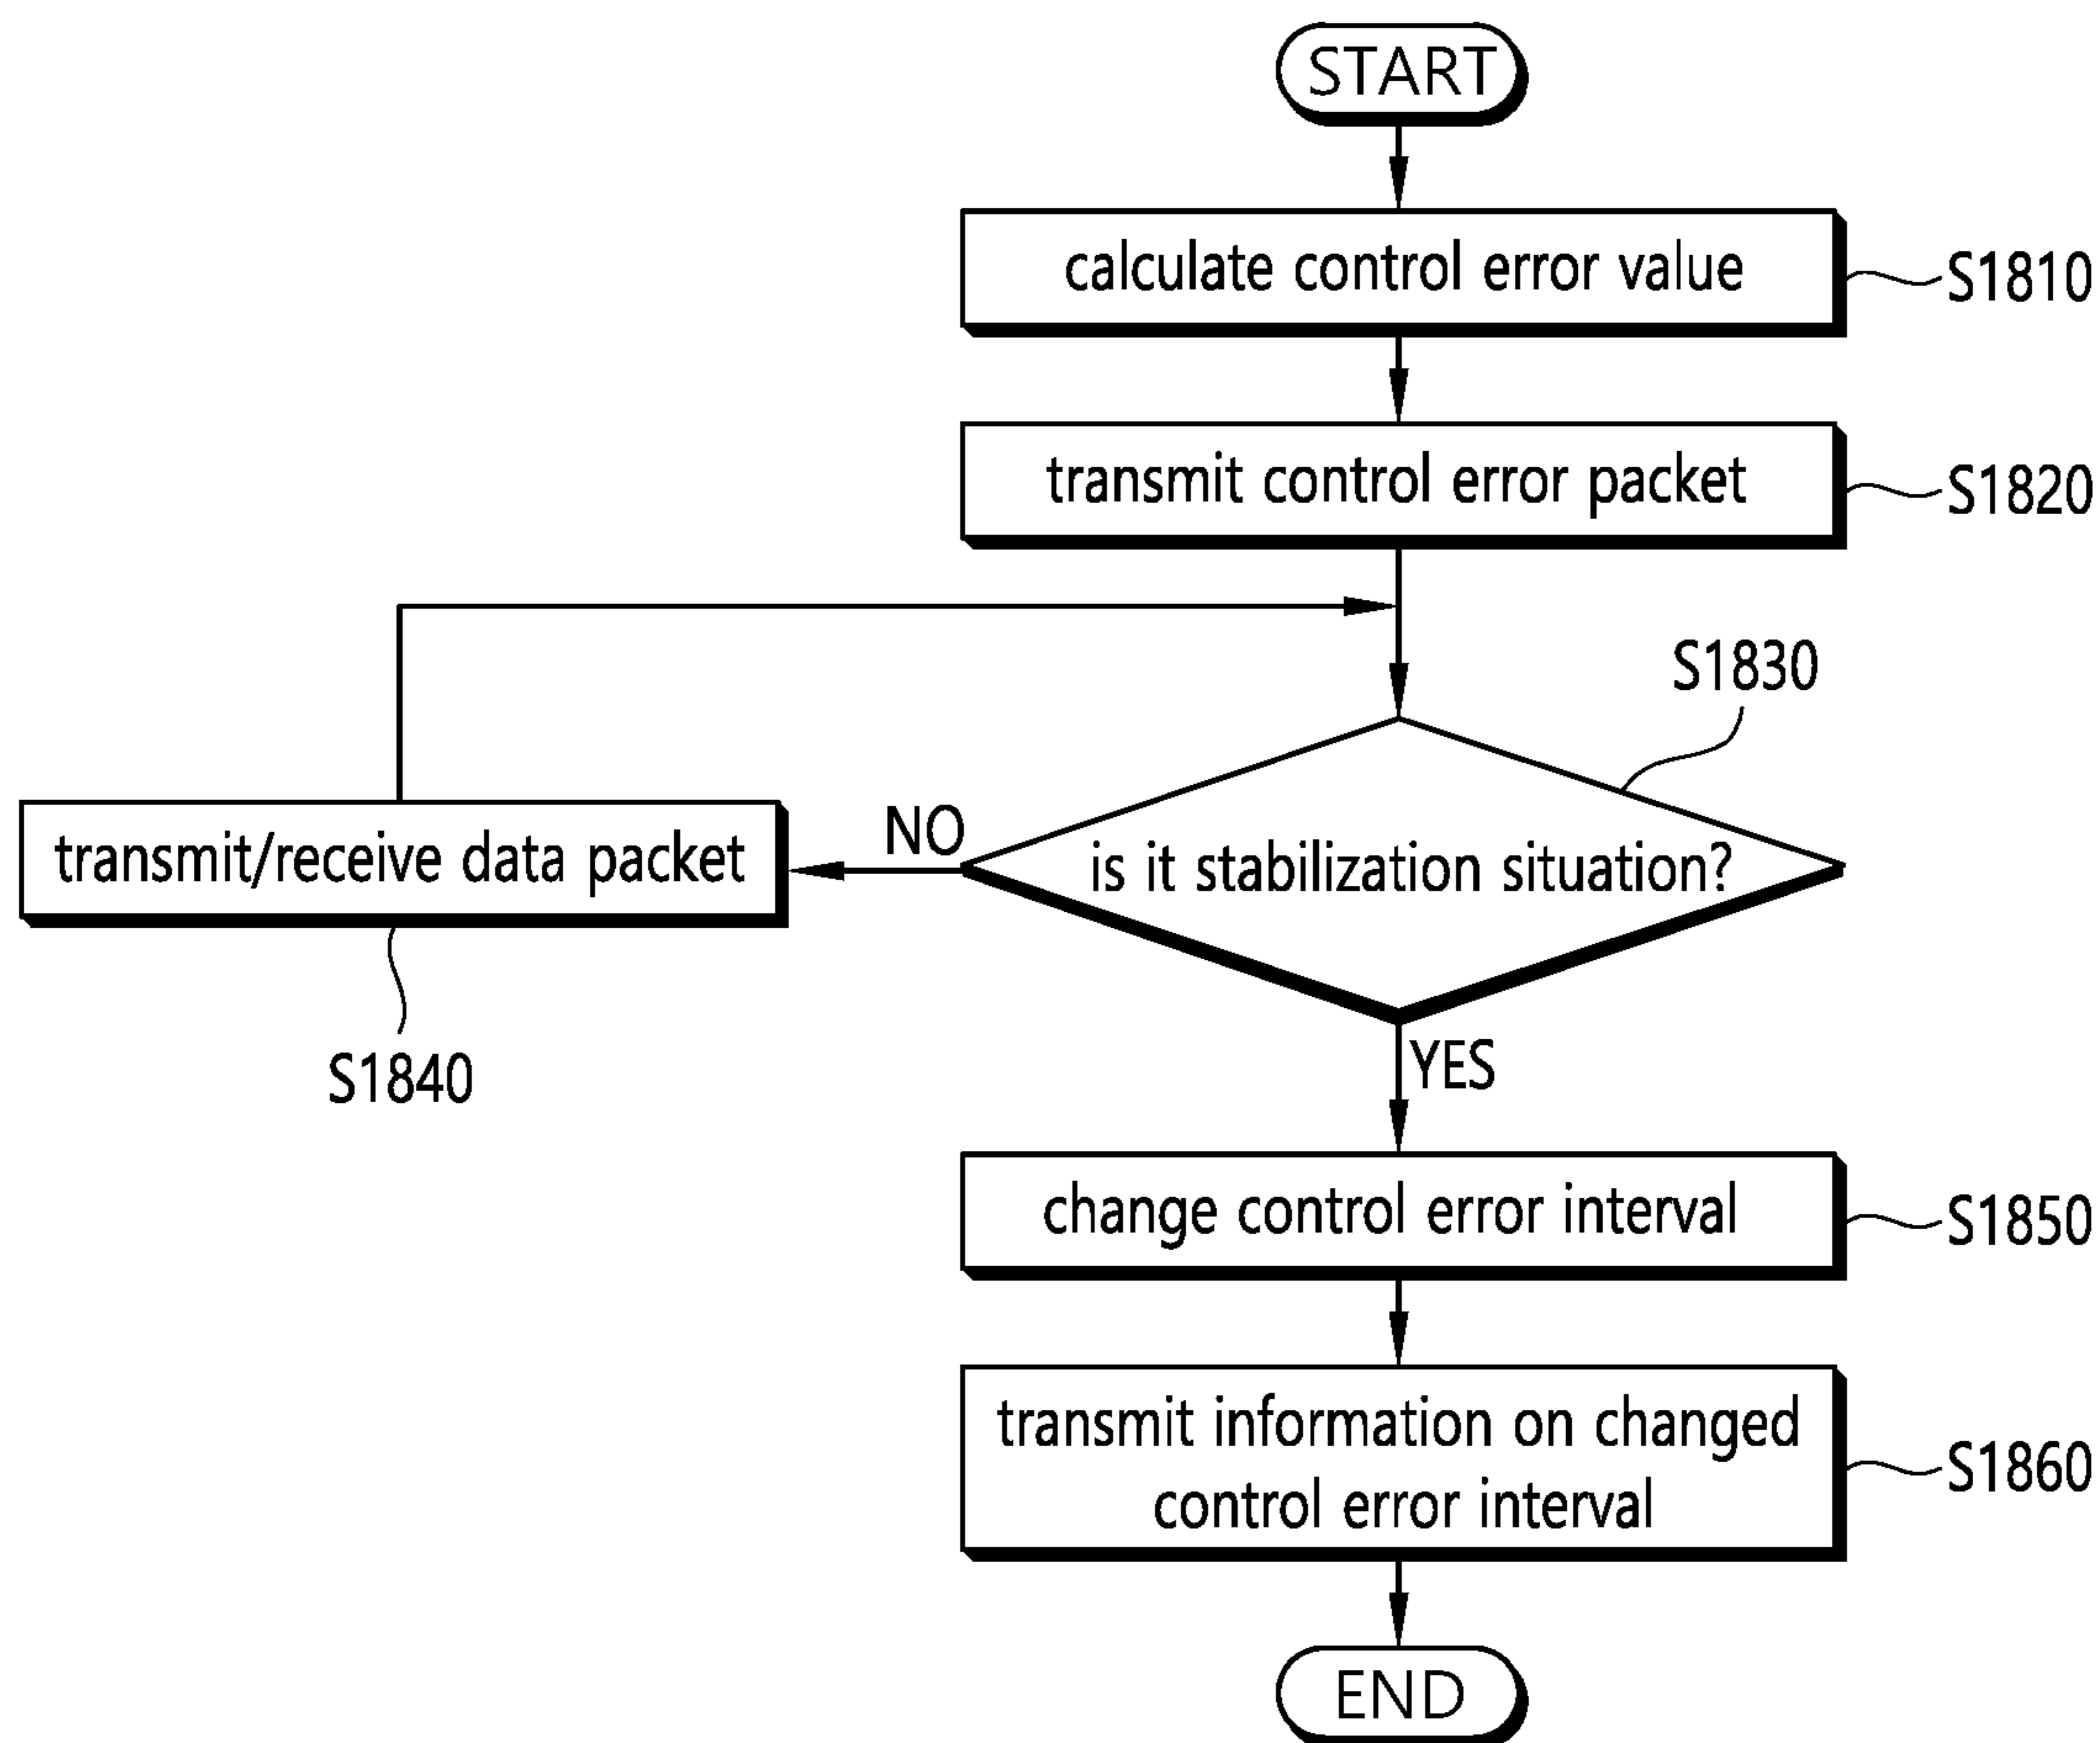 START
calculate control error value
S1810
transmit control error packet
S1820
S1830
transmit/receive data packet
NO
is it stabilization situation?
S1840
YES
change control error interval
S1850
transmit information on changed
control error interval
S1860
END